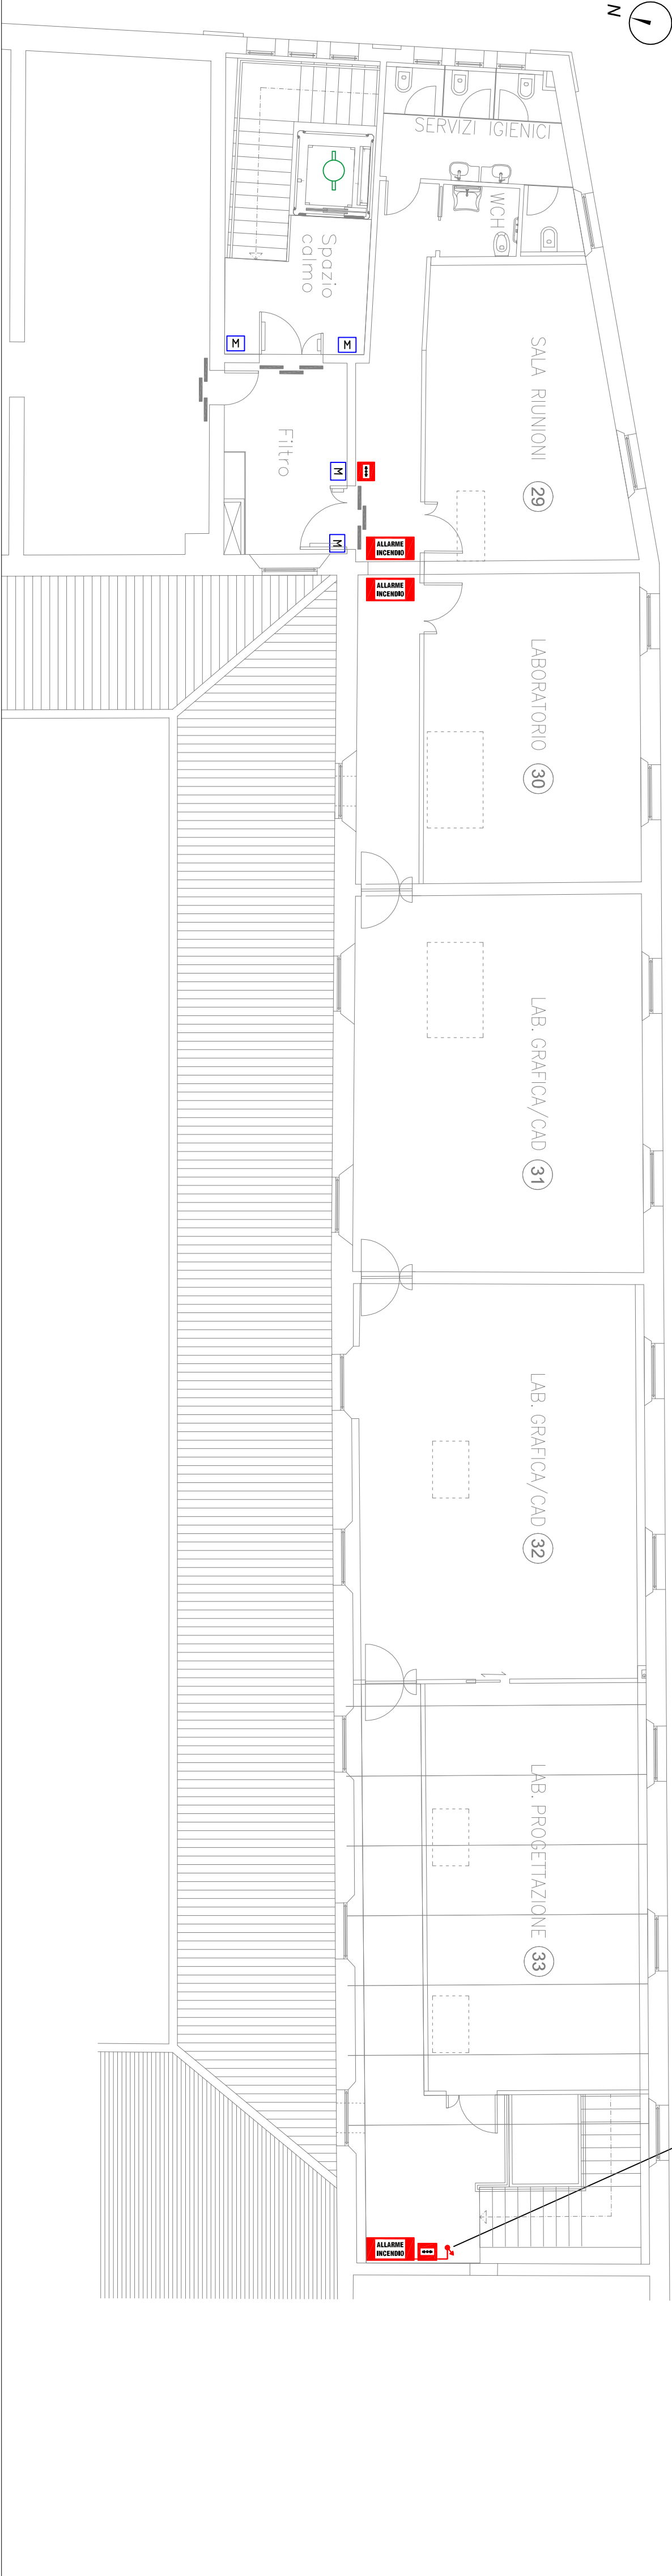 N
SERVIZI IGIENICI
WCH
Spazio
calmo
M
M
SALA RIUNIONI 29
Filtro
M
M
ALLARME
INCENDIO
ALLARME
INCENDIO
LABORATORIO 30
LAB. GRAFICA/CAD 31
LAB. GRAFICA/CAD 32
LAB. PROGETTAZIONE 33
ALLARME
INCENDIO